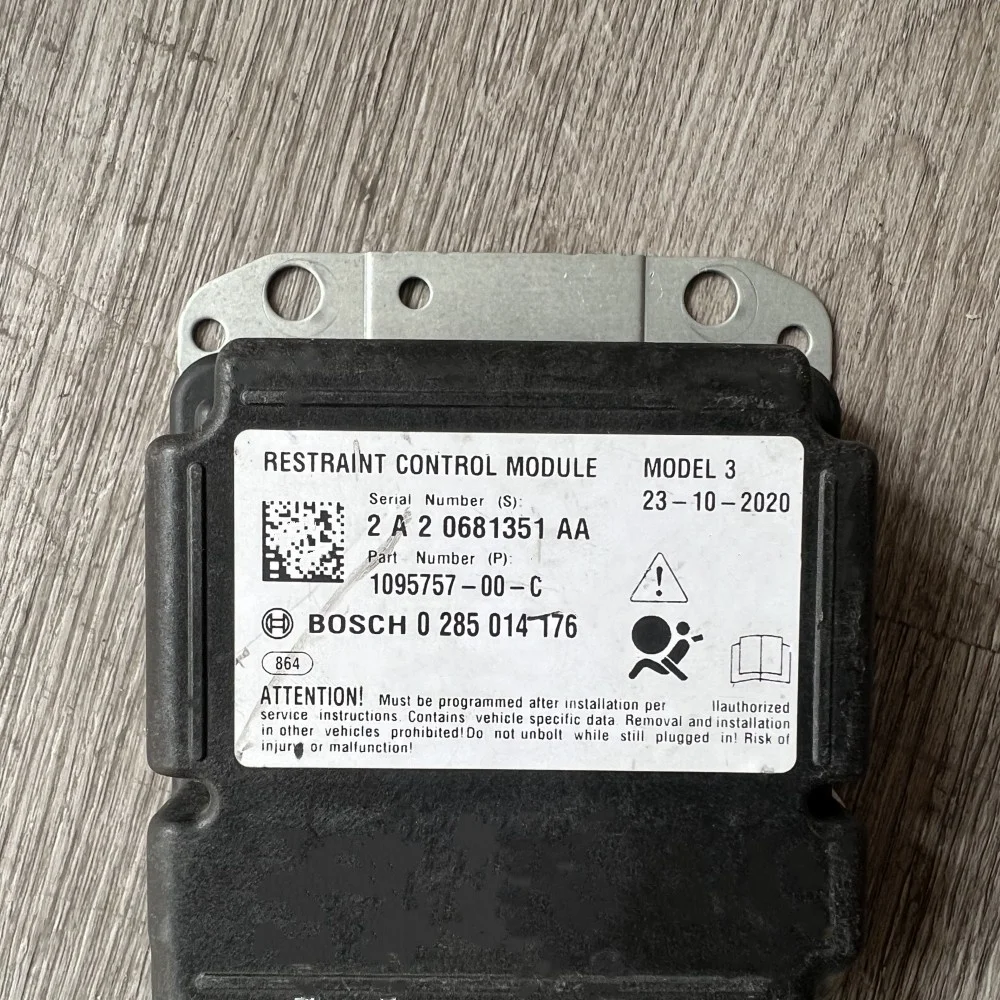 RESTRAINT CONTROL MODULE MODEL 3
Serial Number (S): 23-10-2020
2 A 2 0681351 AA
Part Number (P):
1095757-00-C
BOSCH 0 285 014 176
864
ATTENTION! Must be programmed after installation per llauthorized
service instructions. Contains vehicle specific data. Removal and installation
in other vehicles prohibited! Do not unbolt while still plugged in! Risk of
injury or malfunction!